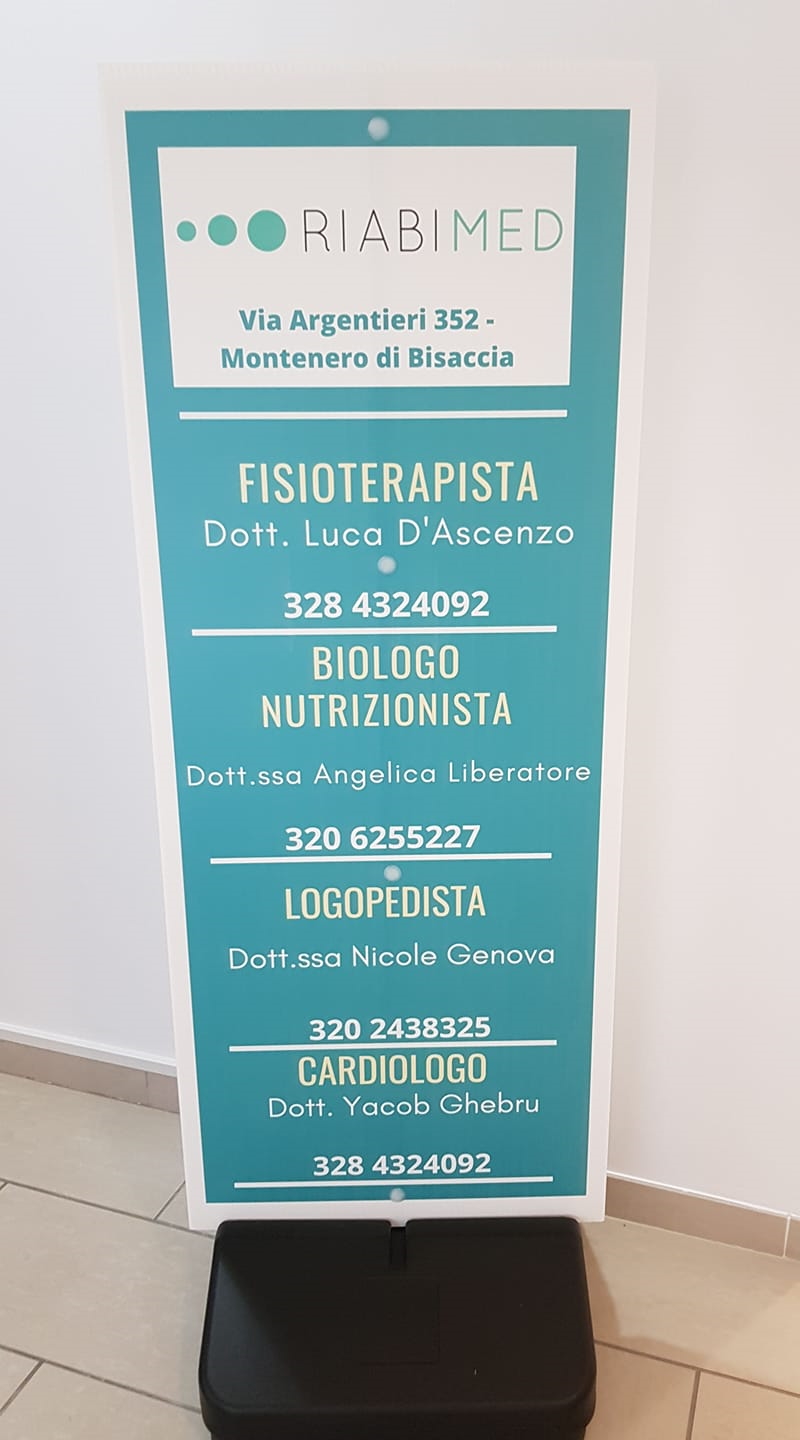 RIABIMED
Via Argentieri 352 -
Montenero di Bisaccia
FISIOTERAPISTA
Dott. Luca D'Ascenzo
328 4324092
BIOLOGO
NUTRIZIONISTA
Dott.ssa Angelica Liberatore
320 6255227
LOGOPEDISTA
Dott.ssa Nicole Genova
320 2438325
CARDIOLOGO
Dott. Yacob Ghebru
328 4324092